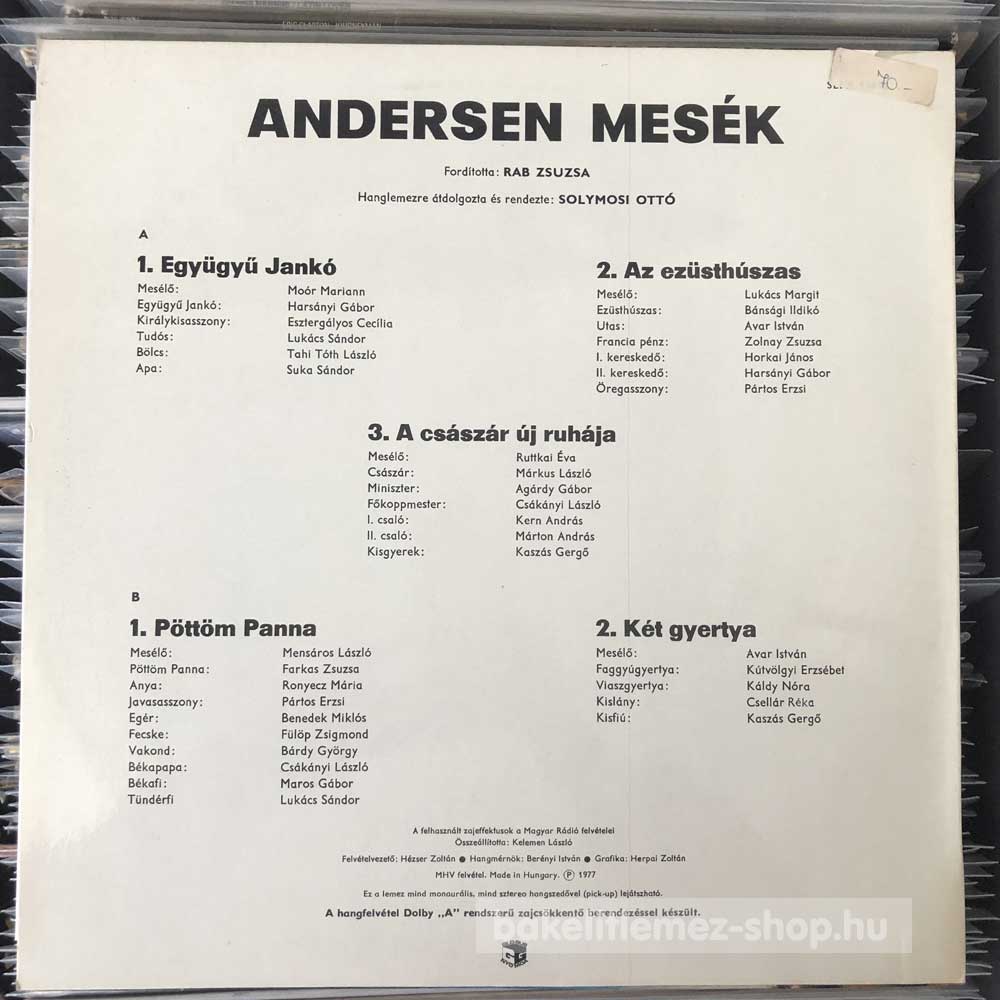 ERIC CLAPTON - JOURNEYMAN
70.-
ANDERSEN MESÉK
Fordította: RAB ZSUZSA
Hanglemezre átdolgozta és rendezte: SOLYMOSI OTTÓ
A
1. Együgyű Jankó
Mesélő: Moór Mariann
Együgyű Jankó: Harsányi Gábor
Királykisasszony: Esztergályos Cecília
Tudós: Lukács Sándor
Bölcs: Tahi Tóth László
Apa: Suka Sándor
2. Az ezüsthúszas
Mesélő: Lukács Margit
Ezüsthúszas: Bánsági Ildikó
Utas: Avar István
Francia pénz: Zolnay Zsuzsa
I. kereskedő: Horkai János
II. kereskedő: Harsányi Gábor
Öregasszony: Pártos Erzsi
3. A császár új ruhája
Mesélő: Ruttkai Éva
Császár: Márkus László
Miniszter: Agárdy Gábor
Főkoppmester: Csákányi László
I. csaló: Kern András
II. csaló: Márton András
Kisgyerek: Kaszás Gergő
B
1. Pöttöm Panna
Mesélő: Mensáros László
Pöttöm Panna: Farkas Zsuzsa
Anya: Ronyecz Mária
Javasasszony: Pártos Erzsi
Egér: Benedek Miklós
Fecske: Fülöp Zsigmond
Vakond: Bárdy György
Békapapa: Csákányi László
Békafi: Maros Gábor
Tündérfi Lukács Sándor
2. Két gyertya
Mesélő: Avar István
Faggyúgyertya: Kútvölgyi Erzsébet
Viaszgyertya: Káldy Nóra
Kislány: Csellár Réka
Kisfiú: Kaszás Gergő
A felhasznált zajeffektusok a Magyar Rádió felvételei
Összeállította: Kelemen László
Felvételvezető: Hézser Zoltán ● Hangmérnök: Berényi István ● Grafika: Herpai Zoltán
MHV felvétel. Made in Hungary. Ⓟ 1977
Ez a lemez mind monaurális, mind sztereo hangszedővel (pick-up) lejátszható.
A hangfelvétel Dolby „A" rendszerű zajcsökkentő berendezéssel készült.
bakelitlemez-shop.hu